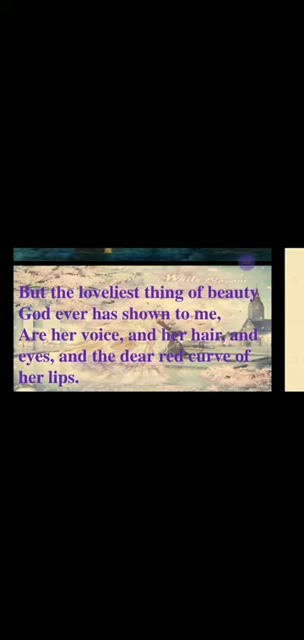 But the loveliest thing of beauty
God ever has shown to me,
Are her voice, and her hair, and
eyes, and the dear red curve of
her lips.